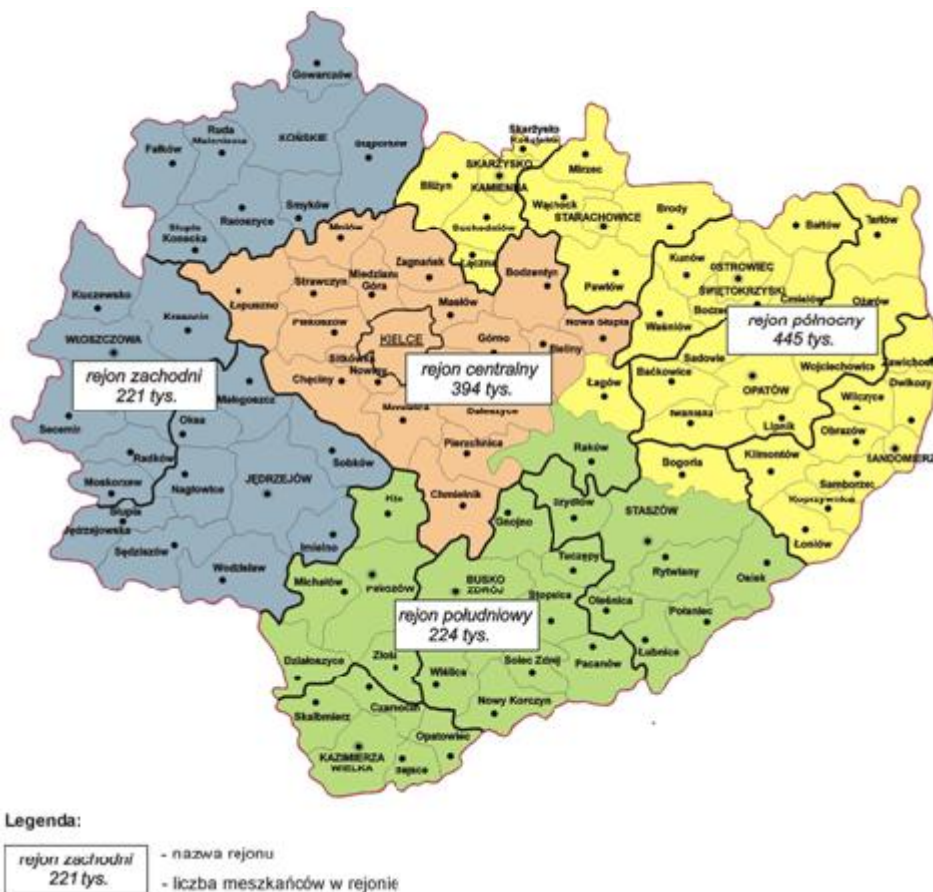 Gowarczów
Ruda
Maleniecka
KOŃSKIE
Fałków
Stąporków
Smyków
Radoszyce
Słupia
Konecka
Skarżysko
SKARŻYSKO
KAMIENNA
Bliżyn
Suchedniów
Łączna
Mirzec
Wąchock
STARACHOWICE
Brody
Pawłów
Bałtów
Tarłów
Kunów
OSTROWIEC
ŚWIĘTOKRZYSKI
Ćmielów
Ożarów
Waśniów
Mniów
Zagnańsk
Bodzentyn
Strawczyn
Miedziana
Góra
Łopuszno
Masłów
Piekoszów
KIELCE
Górno
Nowa Słupia
Bieliny
Sitkówka
Nowiny
Chęciny
Morawica
Daleszyce
Pierzchnica
Chmielnik
Łagów
Raków
Kluczewsko
Krasocin
WŁOSZCZOWA
rejon zachodni
221 tys.
rejon centralny
394 tys.
rejon północny
445 tys.
Małogoszcz
Oksa
Secemin
Radków
Moskorzew
Słupia
Jędrzejowska
Nagłowice
JĘDRZEJÓW
Sobków
Sędziszów
Imielno
Wodzisław
Sadowie
Baćkowice
OPATÓW
Wojciechowice
Iwaniska
Lipnik
Zawichost
Dwikozy
Wilczyce
Obrazów
SANDOMIERZ
Klimontów
Samborzec
Koprzywnica
Łoniów
Bogoria
Szydłów
STASZÓW
Rytwiany
Osiek
Połaniec
Oleśnica
Łubnice
Kije
Gnojno
Tuczępy
Michałów
PIŃCZÓW
BUSKO
ZDRÓJ
Stopnica
rejon południowy
224 tys.
Działoszyce
Złota
Wiślica
Solec Zdrój
Pacanów
Nowy Korczyn
Czarnocin
Skalbmierz
Opatowiec
KAZIMIERZA
WIELKA
Bejsce
Legenda:
rejon zachodni
221 tys.
- nazwa rejonu
- liczba meszkańców w rejonie